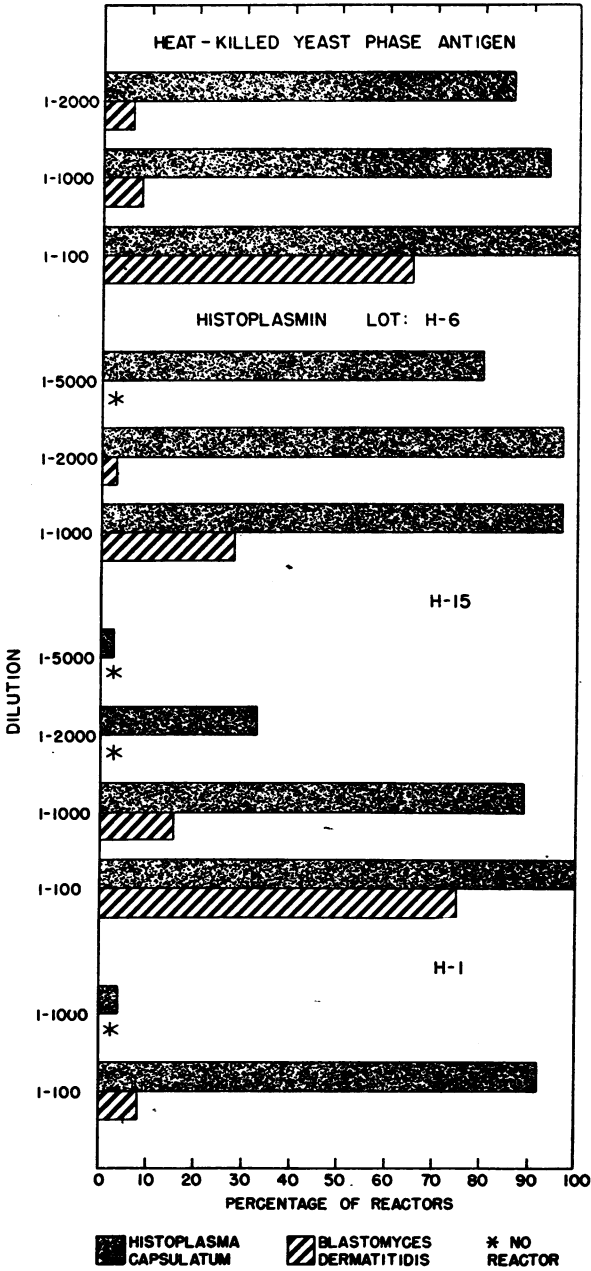 HEAT-KILLED YEAST PHASE ANTIGEN
1-2000
1-1000
1-100
HISTOPLASMIN LOT: H-6
1-5000
*
1-2000
1-1000
H-15
1-5000
*
1-2000
*
1-1000
1-100
H-1
1-1000
*
1-100
DILUTION
0 10 20 30 40 50 60 70 80 90 100
PERCENTAGE OF REACTORS
HISTOPLASMA CAPSULATUM
BLASTOMYCES DERMATITIDIS
* NO REACTOR